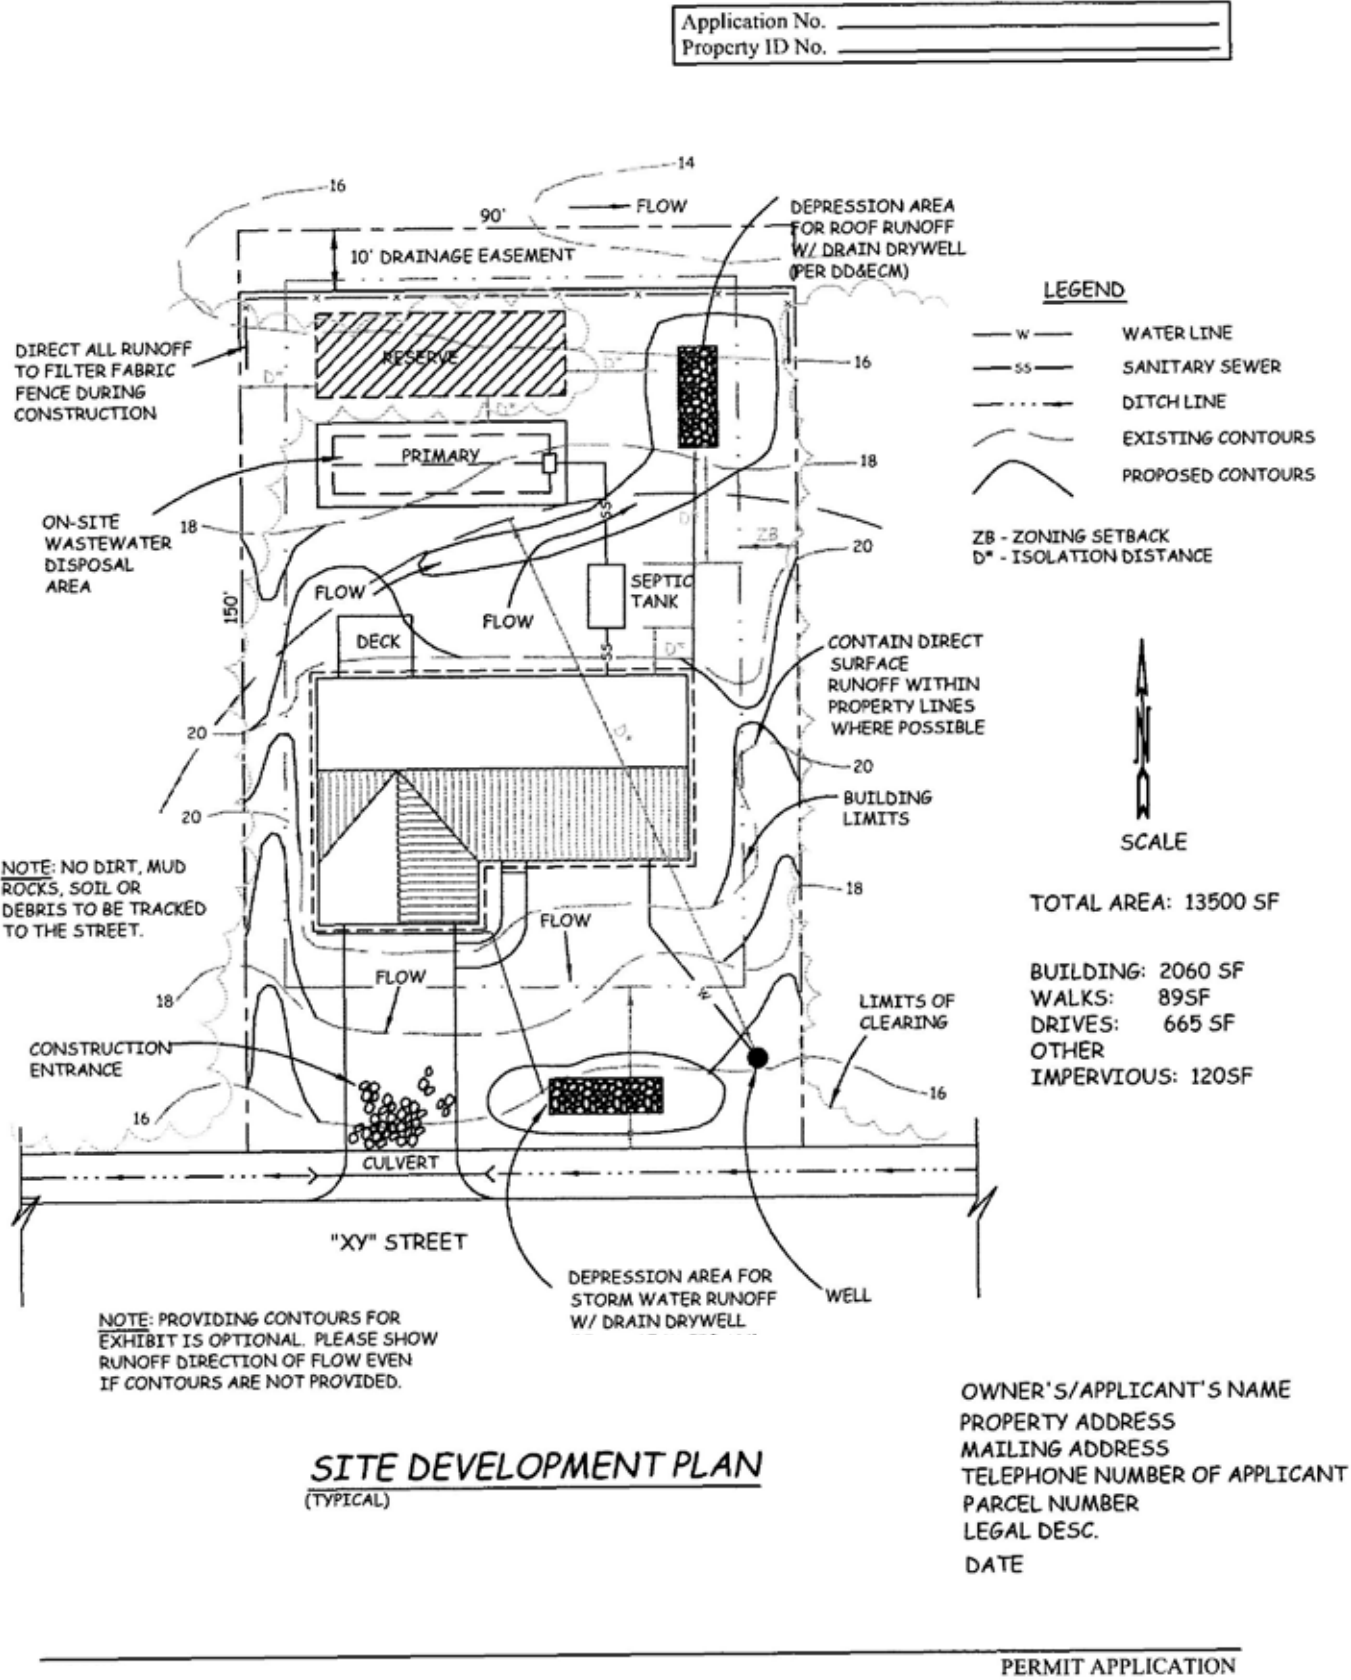 Application No.
Property ID No.
14
16
FLOW
90'
DEPRESSION AREA
FOR ROOF RUNOFF
W/ DRAIN DRYWELL
(PER DD&ECM)
10' DRAINAGE EASEMENT
LEGEND
W
WATER LINE
SS
SANITARY SEWER
DITCH LINE
EXISTING CONTOURS
PROPOSED CONTOURS
ZB - ZONING SETBACK
D* - ISOLATION DISTANCE
DIRECT ALL RUNOFF
TO FILTER FABRIC
FENCE DURING
CONSTRUCTION
RESERVE
D*
D*
D*
16
PRIMARY
18
ON-SITE
WASTEWATER
DISPOSAL
AREA
18
SS
D*
ZB
20
150'
FLOW
FLOW
SEPTIC
TANK
DECK
SS
D*
CONTAIN DIRECT
SURFACE
RUNOFF WITHIN
PROPERTY LINES
WHERE POSSIBLE
N
SCALE
20
D*
20
BUILDING
LIMITS
20
NOTE: NO DIRT, MUD
ROCKS, SOIL OR
DEBRIS TO BE TRACKED
TO THE STREET.
18
TOTAL AREA: 13500 SF
BUILDING: 2060 SF
WALKS: 89SF
DRIVES: 665 SF
OTHER
IMPERVIOUS: 120SF
FLOW
FLOW
18
W
LIMITS OF
CLEARING
CONSTRUCTION
ENTRANCE
16
16
CULVERT
"XY" STREET
DEPRESSION AREA FOR
STORM WATER RUNOFF
W/ DRAIN DRYWELL
WELL
NOTE: PROVIDING CONTOURS FOR
EXHIBIT IS OPTIONAL. PLEASE SHOW
RUNOFF DIRECTION OF FLOW EVEN
IF CONTOURS ARE NOT PROVIDED.
OWNER'S/APPLICANT'S NAME
PROPERTY ADDRESS
MAILING ADDRESS
TELEPHONE NUMBER OF APPLICANT
PARCEL NUMBER
LEGAL DESC.
DATE
SITE DEVELOPMENT PLAN
(TYPICAL)
PERMIT APPLICATION